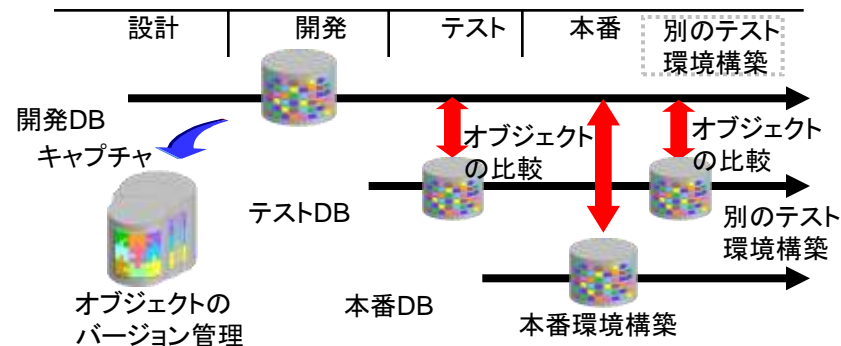 設計
開発
テスト
本番
別のテスト
環境構築
開発DB
キャプチャ
オブジェクト
の比較
オブジェクト
の比較
テストDB
別のテスト
環境構築
オブジェクトの
バージョン管理
本番DB
本番環境構築